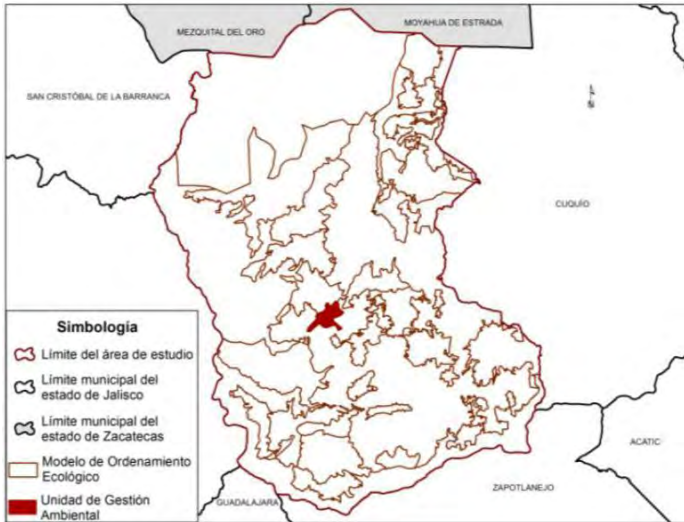 MEZQUITAL DEL ORO
MOYAHUA DE ESTRADA
SAN CRISTÓBAL DE LA BARRANCA
N
CUQUÍO
Simbología
Límite del área de estudio
Límite municipal del
estado de Jalisco
Límite municipal del
estado de Zacatecas
Modelo de Ordenamiento
Ecológico
Unidad de Gestión
Ambiental
ACATIC
GUADALAJARA
ZAPOTLANEJO